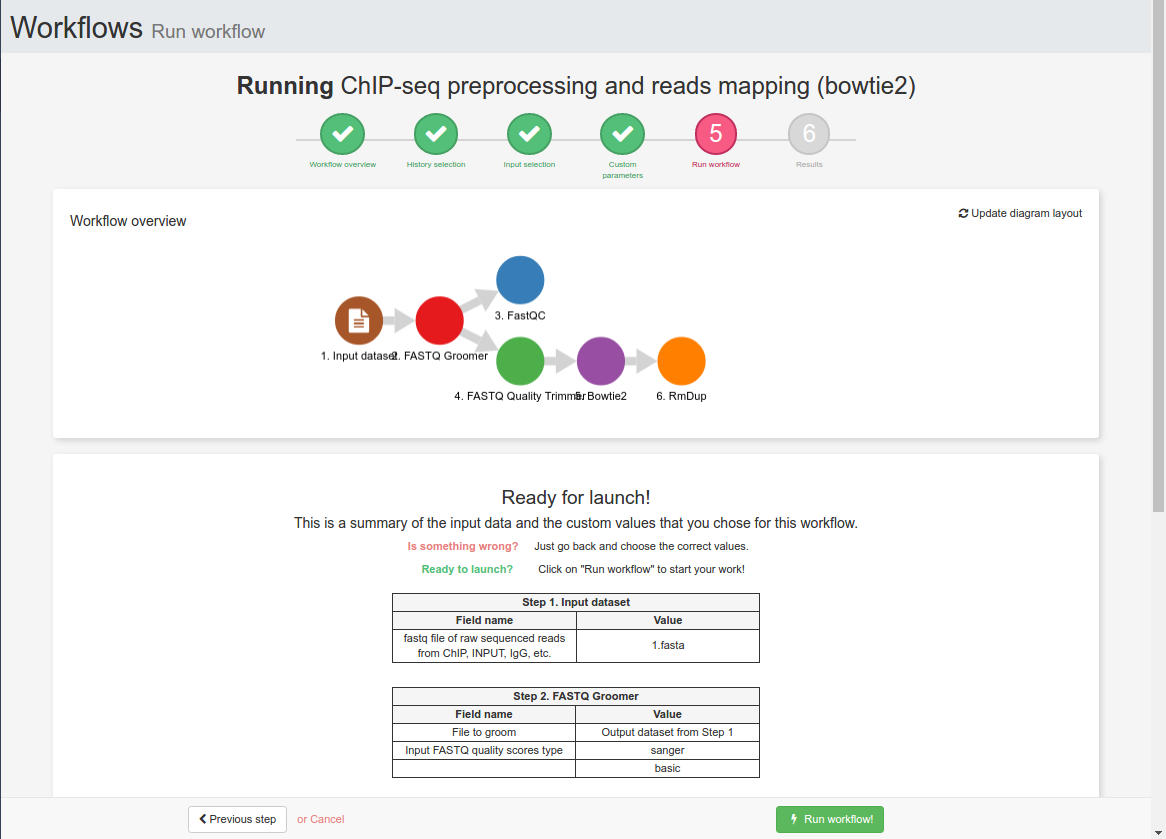 Workflows Run workflow
Running ChIP-seq preprocessing and reads mapping (bowtie2)
5
6
Workflow overview
History selection
Input selection
Custom
parameters
Run workflow
Results
Workflow overview
Update diagram layout
3. FastQC
1. Input dataset
2. FASTQ Groomer
4. FASTQ Quality Trimmer
5. Bowtie2
6. RmDup
Ready for launch!
This is a summary of the input data and the custom values that you chose for this workflow.
Is something wrong? Just go back and choose the correct values.
Ready to launch? Click on "Run workflow" to start your work!
Step 1. Input dataset
Field name Value
fastq file of raw sequenced reads
from ChIP, INPUT, IgG, etc.
1.fasta
Step 2. FASTQ Groomer
Field name Value
File to groom Output dataset from Step 1
Input FASTQ quality scores type sanger
basic
Previous step or Cancel Run workflow!